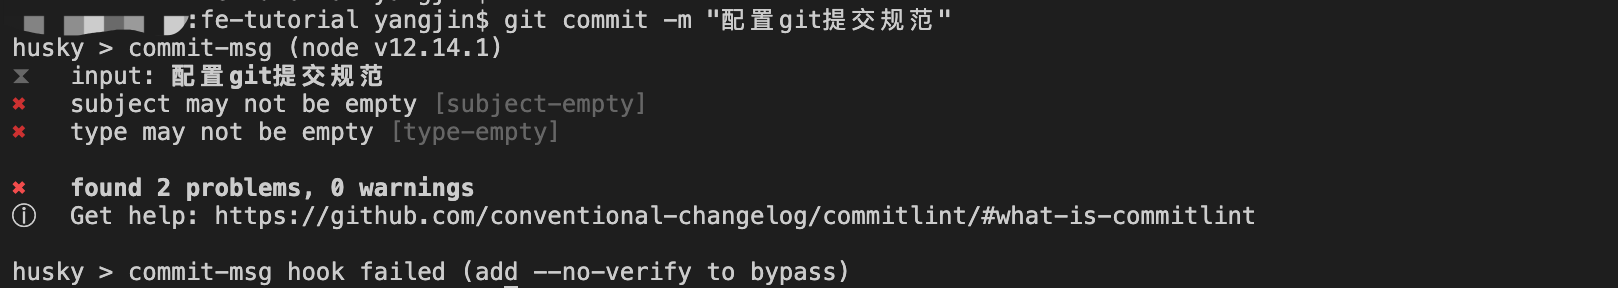 :fe-tutorial yangjin$ git commit -m "配置git提交规范"
husky > commit-msg (node v12.14.1)
⧗ input: 配置git提交规范
✖ subject may not be empty [subject-empty]
✖ type may not be empty [type-empty]
✖ found 2 problems, 0 warnings
ⓘ Get help: https://github.com/conventional-changelog/commitlint/#what-is-commitlint
husky > commit-msg hook failed (add --no-verify to bypass)